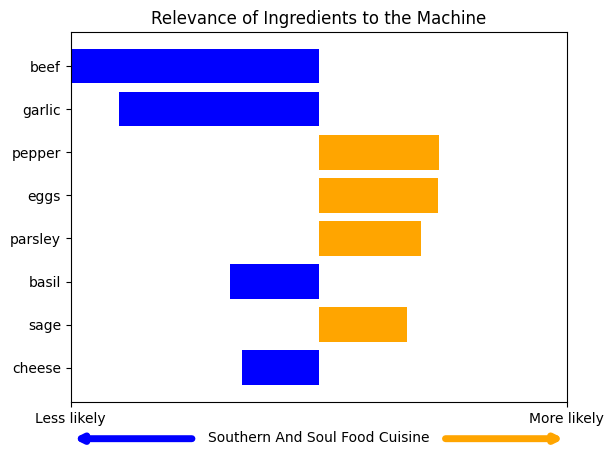 Relevance of Ingredients to the Machine
beef
garlic
pepper
eggs
parsley
basil
sage
cheese
Less likely
More likely
Southern And Soul Food Cuisine